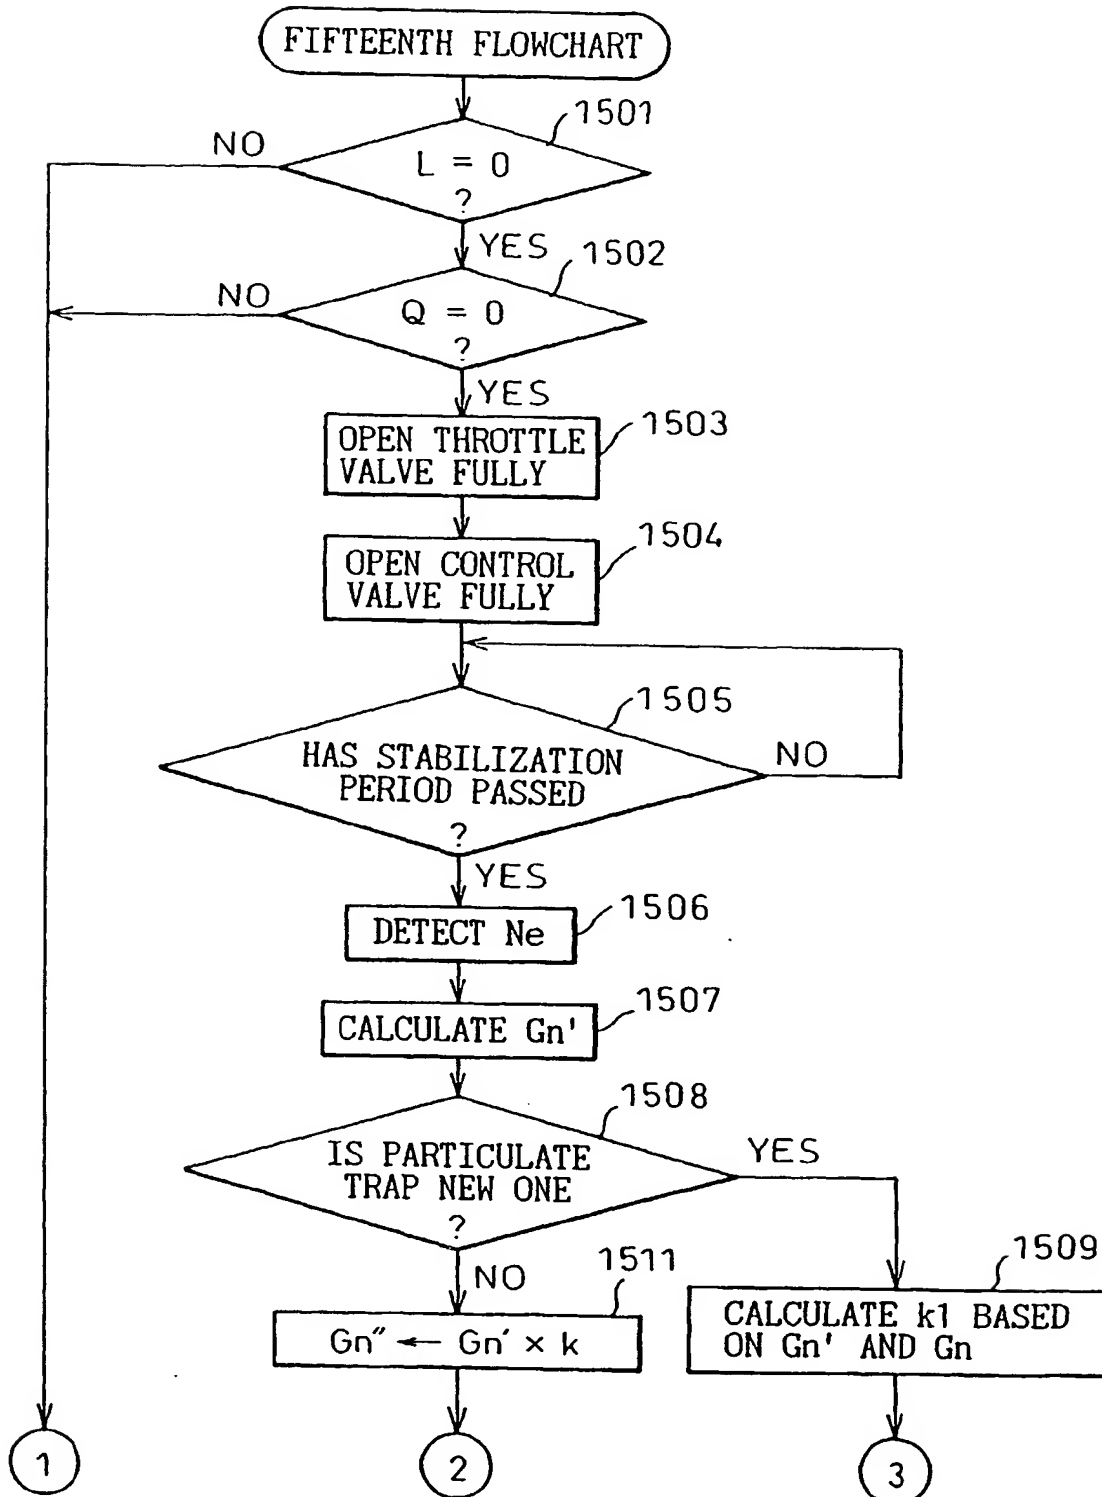 FIFTEENTH FLOWCHART
1501
NO
L = 0
?
YES
1502
NO
Q = 0
?
YES
1503
OPEN THROTTLE
VALVE FULLY
1504
OPEN CONTROL
VALVE FULLY
1505
HAS STABILIZATION
PERIOD PASSED
?
NO
YES
1506
DETECT Ne
1507
CALCULATE Gn'
1508
IS PARTICULATE
TRAP NEW ONE
?
YES
NO
1511
Gn" ← Gn' × k
1509
CALCULATE k1 BASED
ON Gn' AND Gn
1
2
3